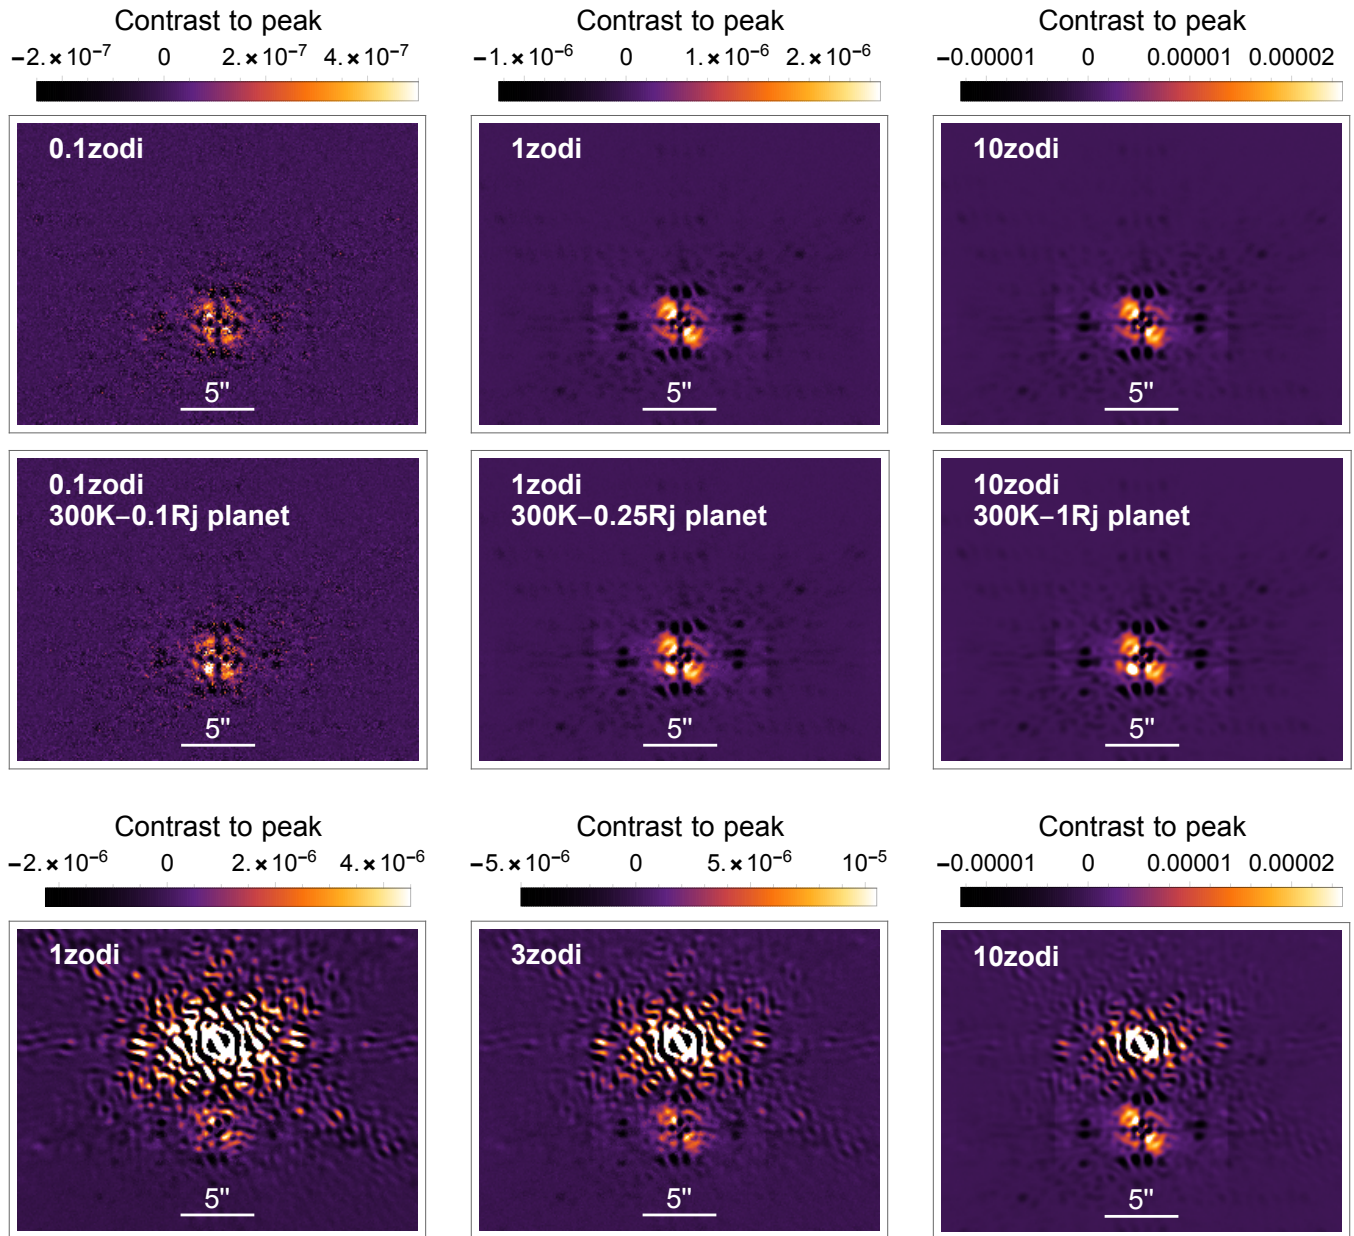 Contrast to peak Contrast to peak Contrast to peak
−2.×10⁻⁷ 0 2.×10⁻⁷ 4.×10⁻⁷ −1.×10⁻⁶ 0 1.×10⁻⁶ 2.×10⁻⁶ −0.00001 0 0.00001 0.00002
0.1zodi 1zodi 10zodi
5" 5" 5"
0.1zodi 1zodi 10zodi
300K−0.1Rj planet 300K−0.25Rj planet 300K−1Rj planet
5" 5" 5"
Contrast to peak Contrast to peak Contrast to peak
−2.×10⁻⁶ 0 2.×10⁻⁶ 4.×10⁻⁶ −5.×10⁻⁶ 0 5.×10⁻⁶ 10⁻⁵ −0.00001 0 0.00001 0.00002
1zodi 3zodi 10zodi
5" 5" 5"